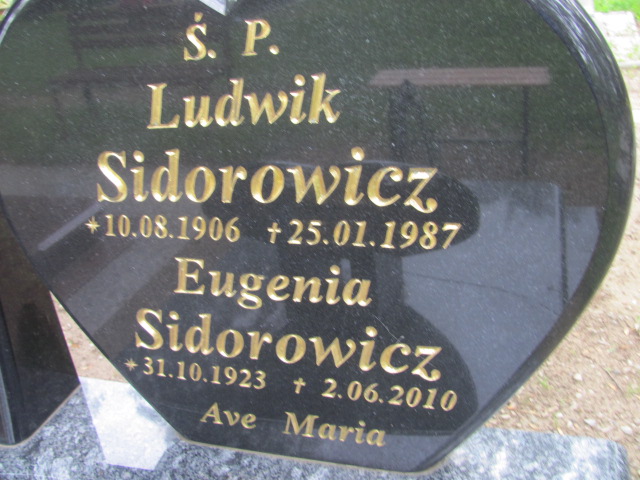 Ś. P.
Ludwik
Sidorowicz
*10.08.1906 †25.01.1987
Eugenia
Sidorowicz
*31.10.1923 † 2.06.2010
Ave Maria